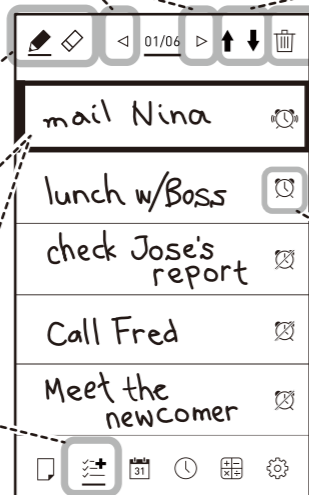 01/06
mail Nina
lunch w/Boss
check Jose's
report
Call Fred
Meet the
newcomer
31